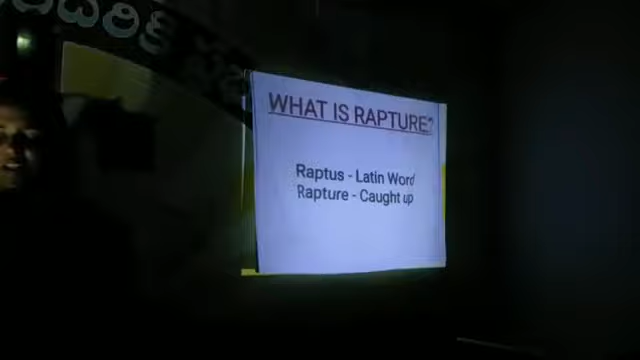 WHAT IS RAPTURE?
Raptus - Latin Word
Rapture - Caught up